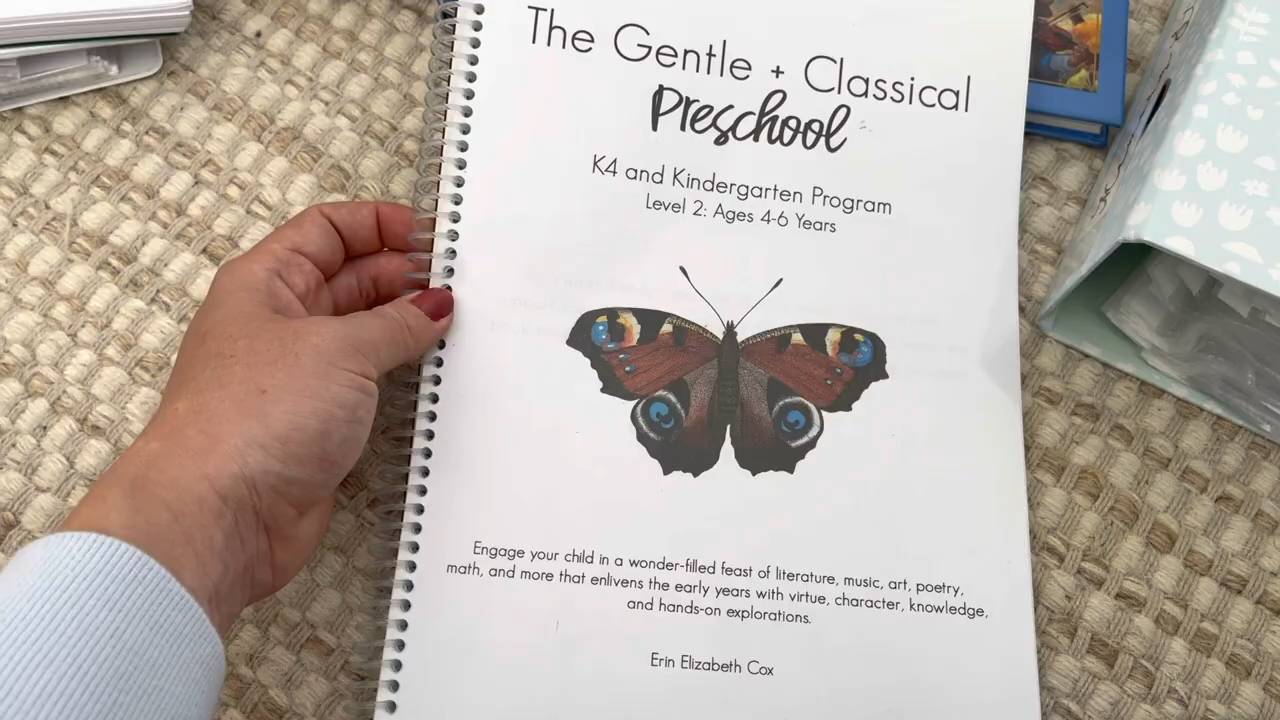 The Gentle + Classical
Preschool
K4 and Kindergarten Program
Level 2: Ages 4-6 Years
Engage your child in a wonder-filled feast of literature, music, art, poetry,
math, and more that enlivens the early years with virtue, character, knowledge,
and hands-on explorations.
Erin Elizabeth Cox